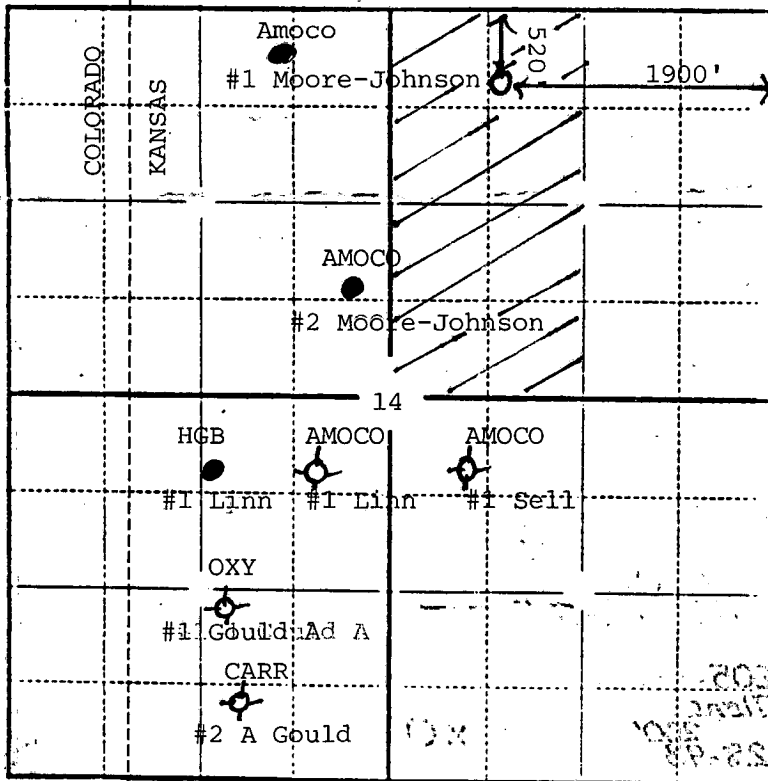 Amoco
#1 Moore-Johnson
520
1900'
COLORADO
KANSAS
AMOCO
#2 Moore-Johnson
14
HGB
AMOCO
AMOCO
#1 Linn
#1 Linn
#1 Sell
OXY
#1 Gould A
CARR
#2 A Gould